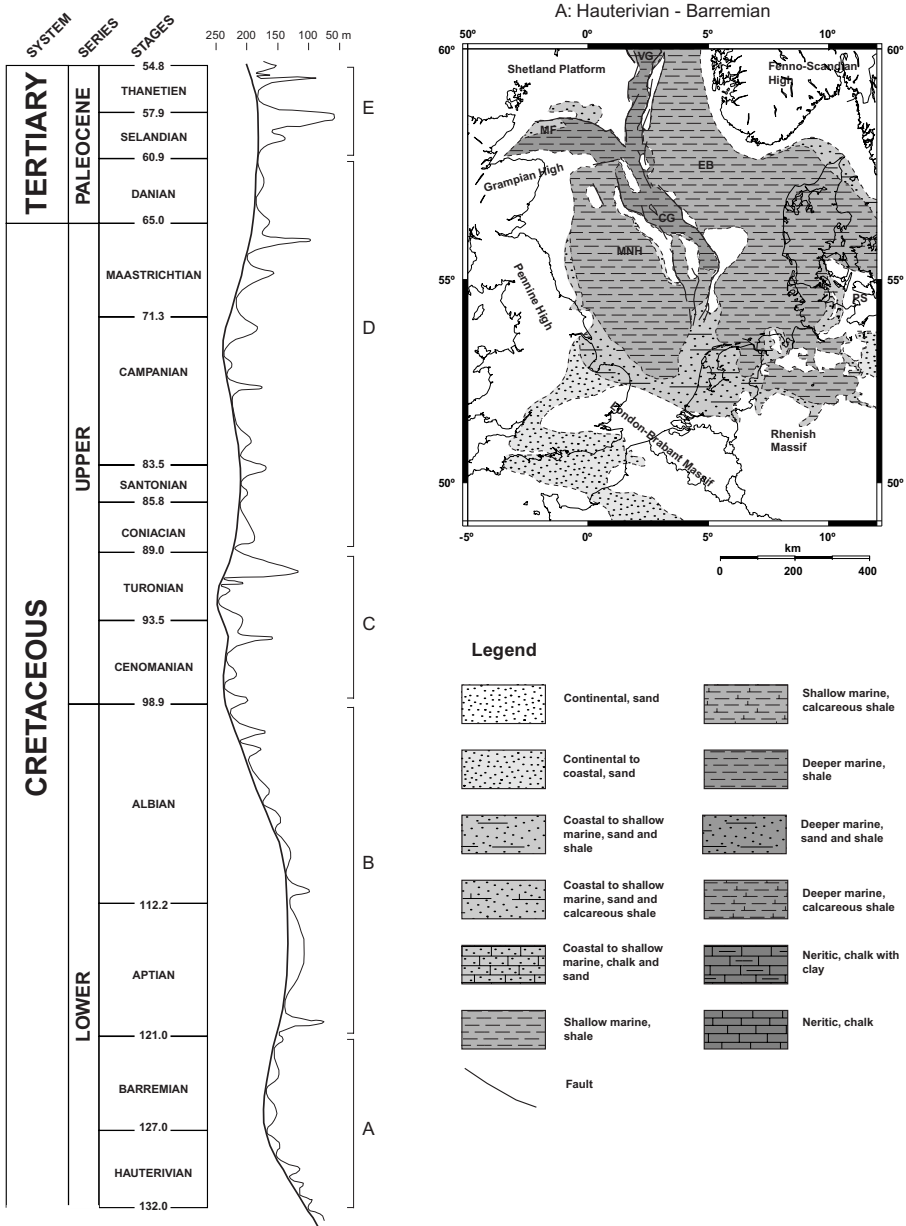 SYSTEM
SERIES
STAGES
250 200 150 100 50 m
TERTIARY
PALEOCENE
54.8
THANETIEN
57.9
SELANDIAN
60.9
DANIAN
65.0
CRETACEOUS
UPPER
MAASTRICHTIAN
71.3
CAMPANIAN
83.5
SANTONIAN
85.8
CONIACIAN
89.0
TURONIAN
93.5
CENOMANIAN
98.9
LOWER
ALBIAN
112.2
APTIAN
121.0
BARREMIAN
127.0
HAUTERIVIAN
132.0
E
D
C
B
A
A: Hauterivian - Barremian
60°
60°
VG
Shetland Platform
Fenno-Scandian
High
MF
EB
Grampian High
CG
MNH
55°
55°
Pennine High
RS
London-Brabant Massif
Rhenish
Massif
50°
50°
-5° 0° 5° 10°
km
0 200 400
Legend
Continental, sand
Continental to
coastal, sand
Coastal to shallow
marine, sand and
shale
Coastal to shallow
marine, sand and
calcareous shale
Coastal to shallow
marine, chalk and
sand
Shallow marine,
shale
Fault
Shallow marine,
calcareous shale
Deeper marine,
shale
Deeper marine,
sand and shale
Deeper marine,
calcareous shale
Neritic, chalk with
clay
Neritic, chalk